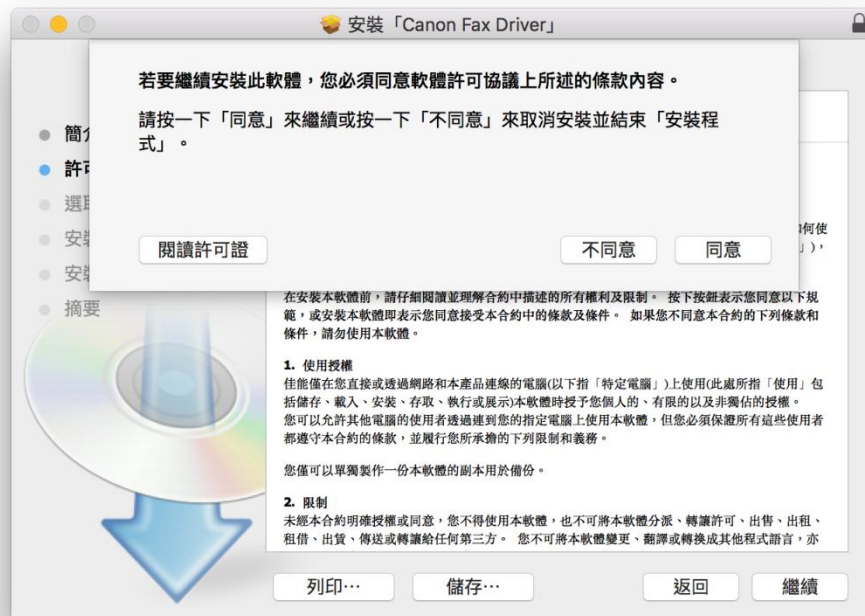 安裝「Canon Fax Driver」
若要繼續安裝此軟體，您必須同意軟體許可協議上所述的條款內容。
請按一下「同意」來繼續或按一下「不同意」來取消安裝並結束「安裝程
式」。
閱讀許可證
不同意
同意
簡介
許可
選取
安裝
安裝
摘要
何使
」)，
在安裝本軟體前，請仔細閱讀並理解合約中描述的所有權利及限制。 按下按鈕表示您同意以下規
範，或安裝本軟體即表示您同意接受本合約中的條款及條件。 如果您不同意本合約的下列條款和
條件，請勿使用本軟體。
1. 使用授權
佳能僅在您直接或透過網路和本產品連線的電腦(以下指「特定電腦」)上使用(此處所指「使用」包
括儲存、載入、安裝、存取、執行或展示)本軟體時授予您個人的、有限的以及非獨佔的授權。
您可以允許其他電腦的使用者透過連到您的指定電腦上使用本軟體，但您必須保證所有這些使用者
都遵守本合約的條款，並履行您所承擔的下列限制和義務。
您僅可以單獨製作一份本軟體的副本用於備份。
2. 限制
未經本合約明確授權或同意，您不得使用本軟體，也不可將本軟體分派、轉讓許可、出售、出租、
租借、出賃、傳送或轉讓給任何第三方。 您不可將本軟體變更、翻譯或轉換成其他程式語言，亦
列印⋯
儲存⋯
返回
繼續